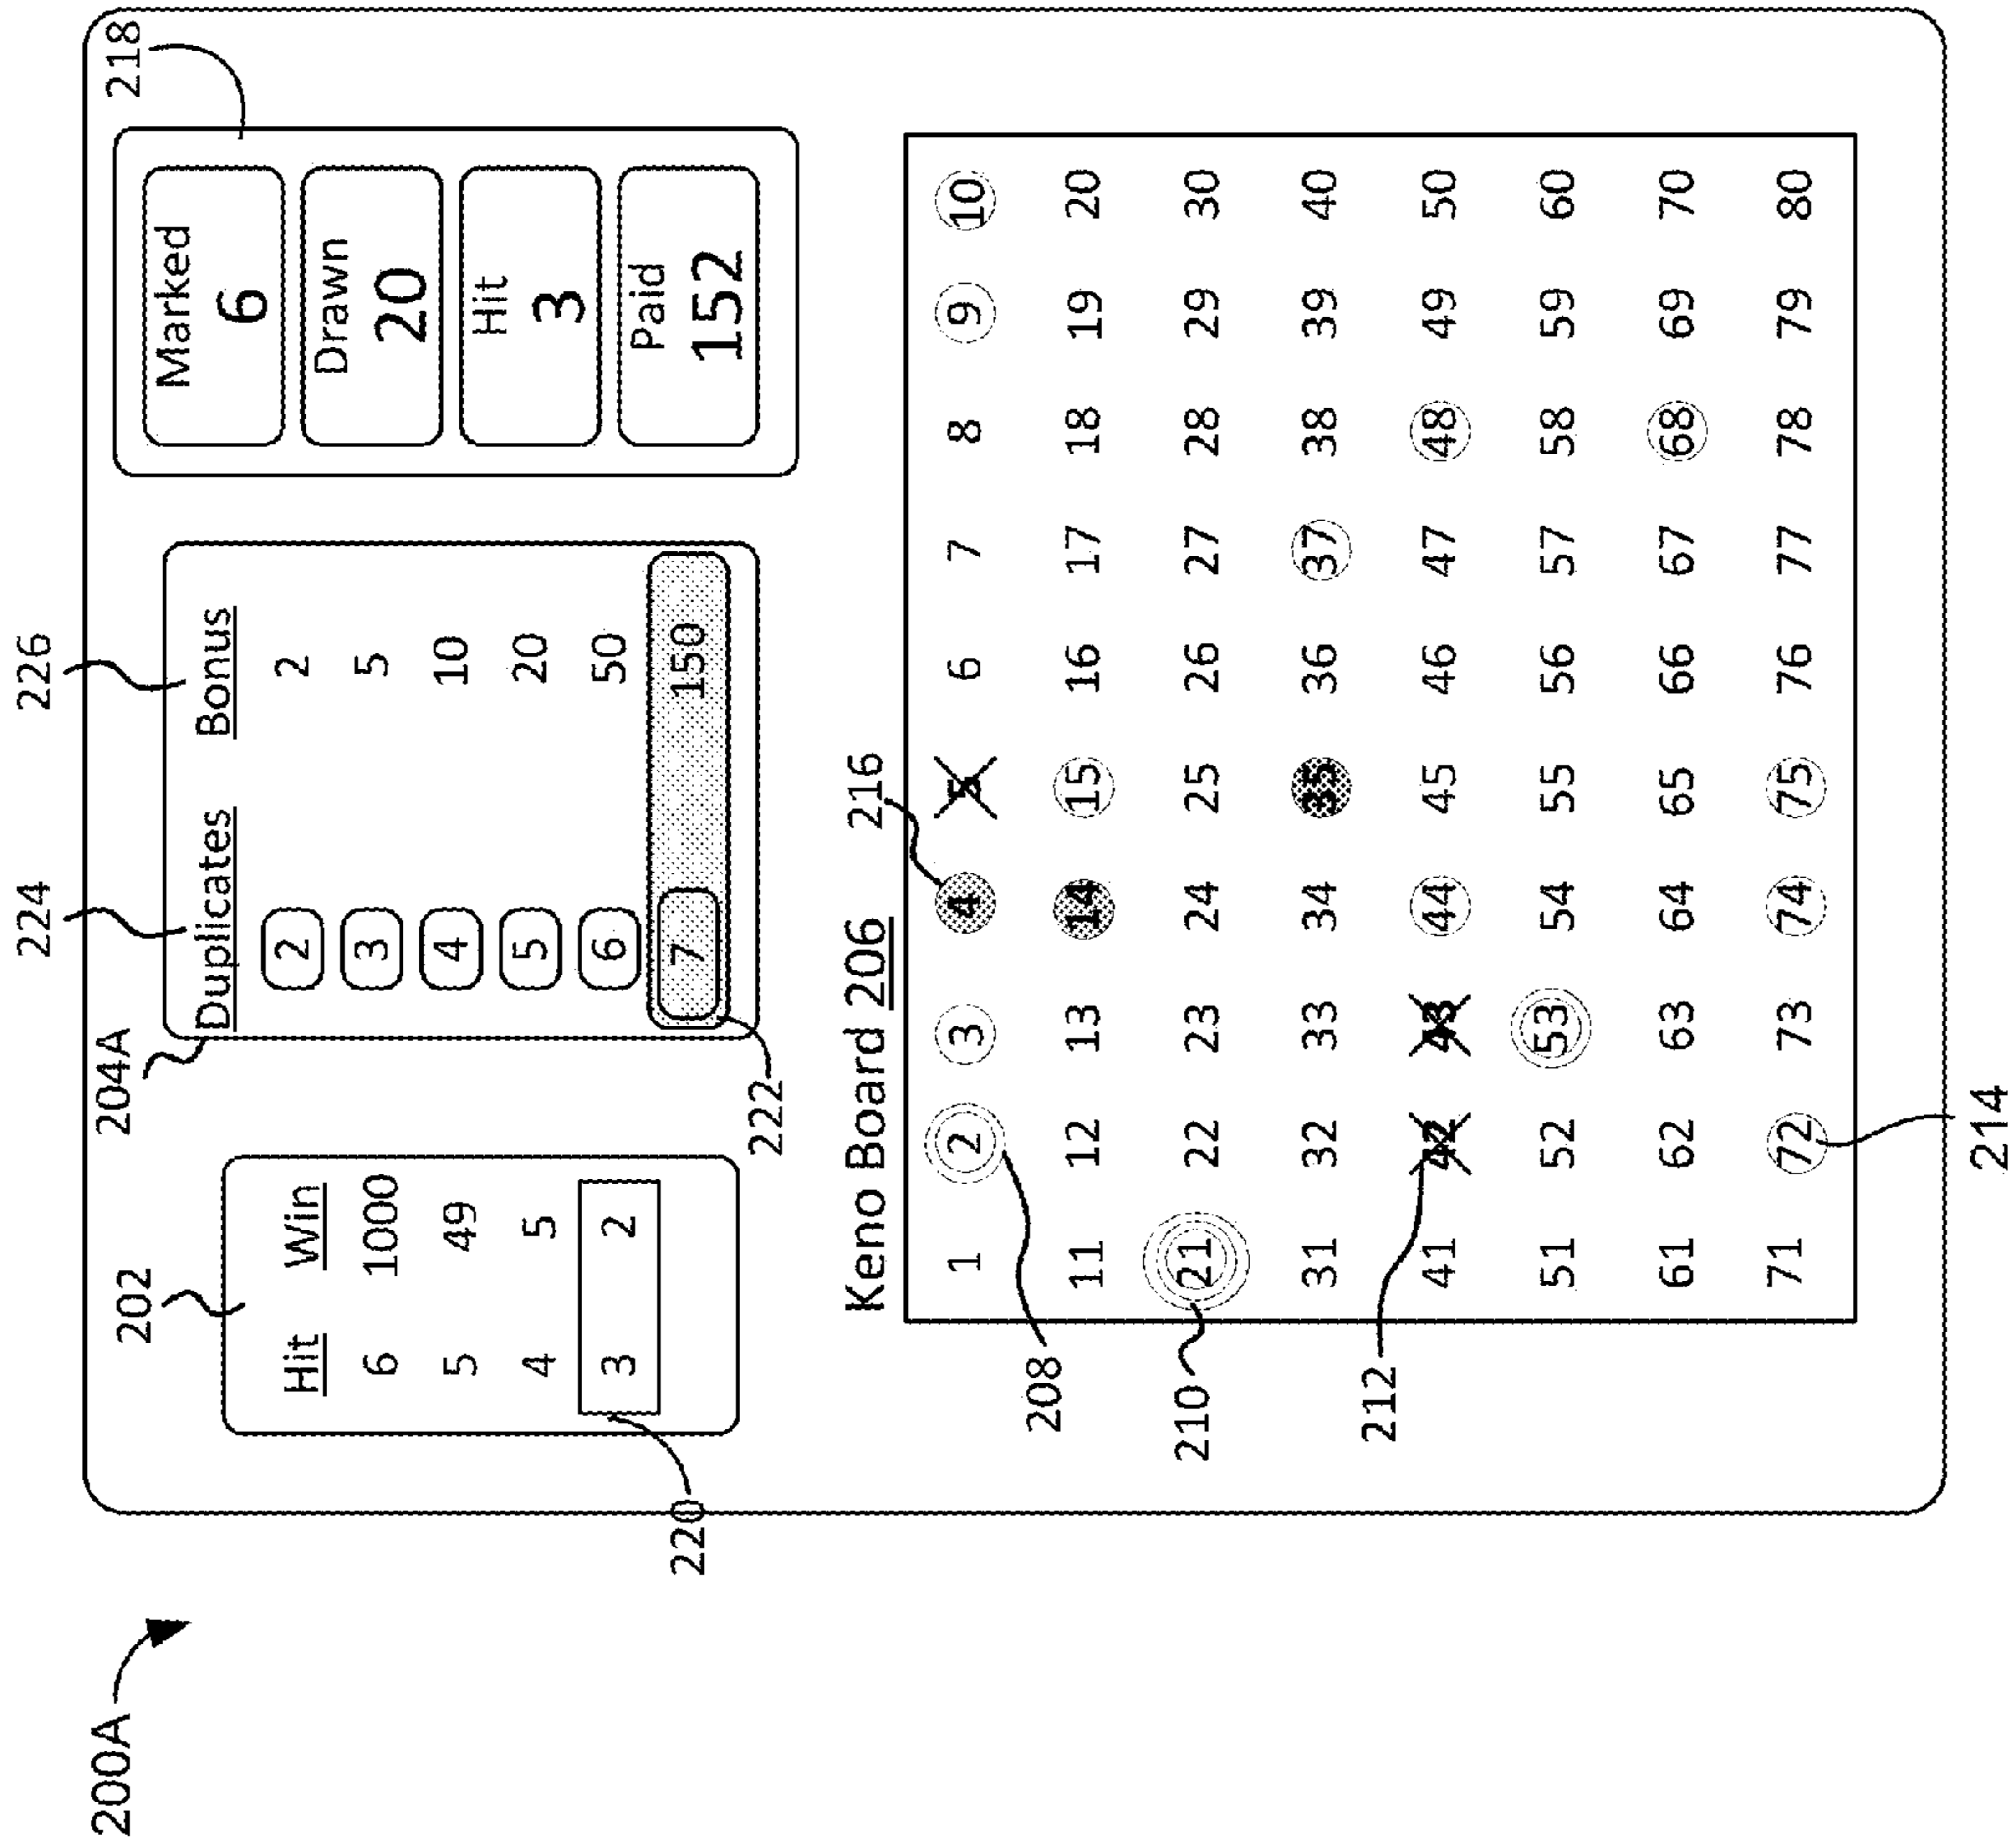 200A
202
204A
224
226
218
Hit Win
6 1000
5 49
4 5
3 2
220
Duplicates Bonus
2 2
3 5
4 10
5 20
6 50
7 150
222
Marked
6
Drawn
20
Hit
3
Paid
152
Keno Board 206
216
1 2 3 4 5 6 7 8 9 10
11 12 13 14 15 16 17 18 19 20
21 22 23 24 25 26 27 28 29 30
31 32 33 34 35 36 37 38 39 40
41 42 43 44 45 46 47 48 49 50
51 52 53 54 55 56 57 58 59 60
61 62 63 64 65 66 67 68 69 70
71 72 73 74 75 76 77 78 79 80
208
210
212
214